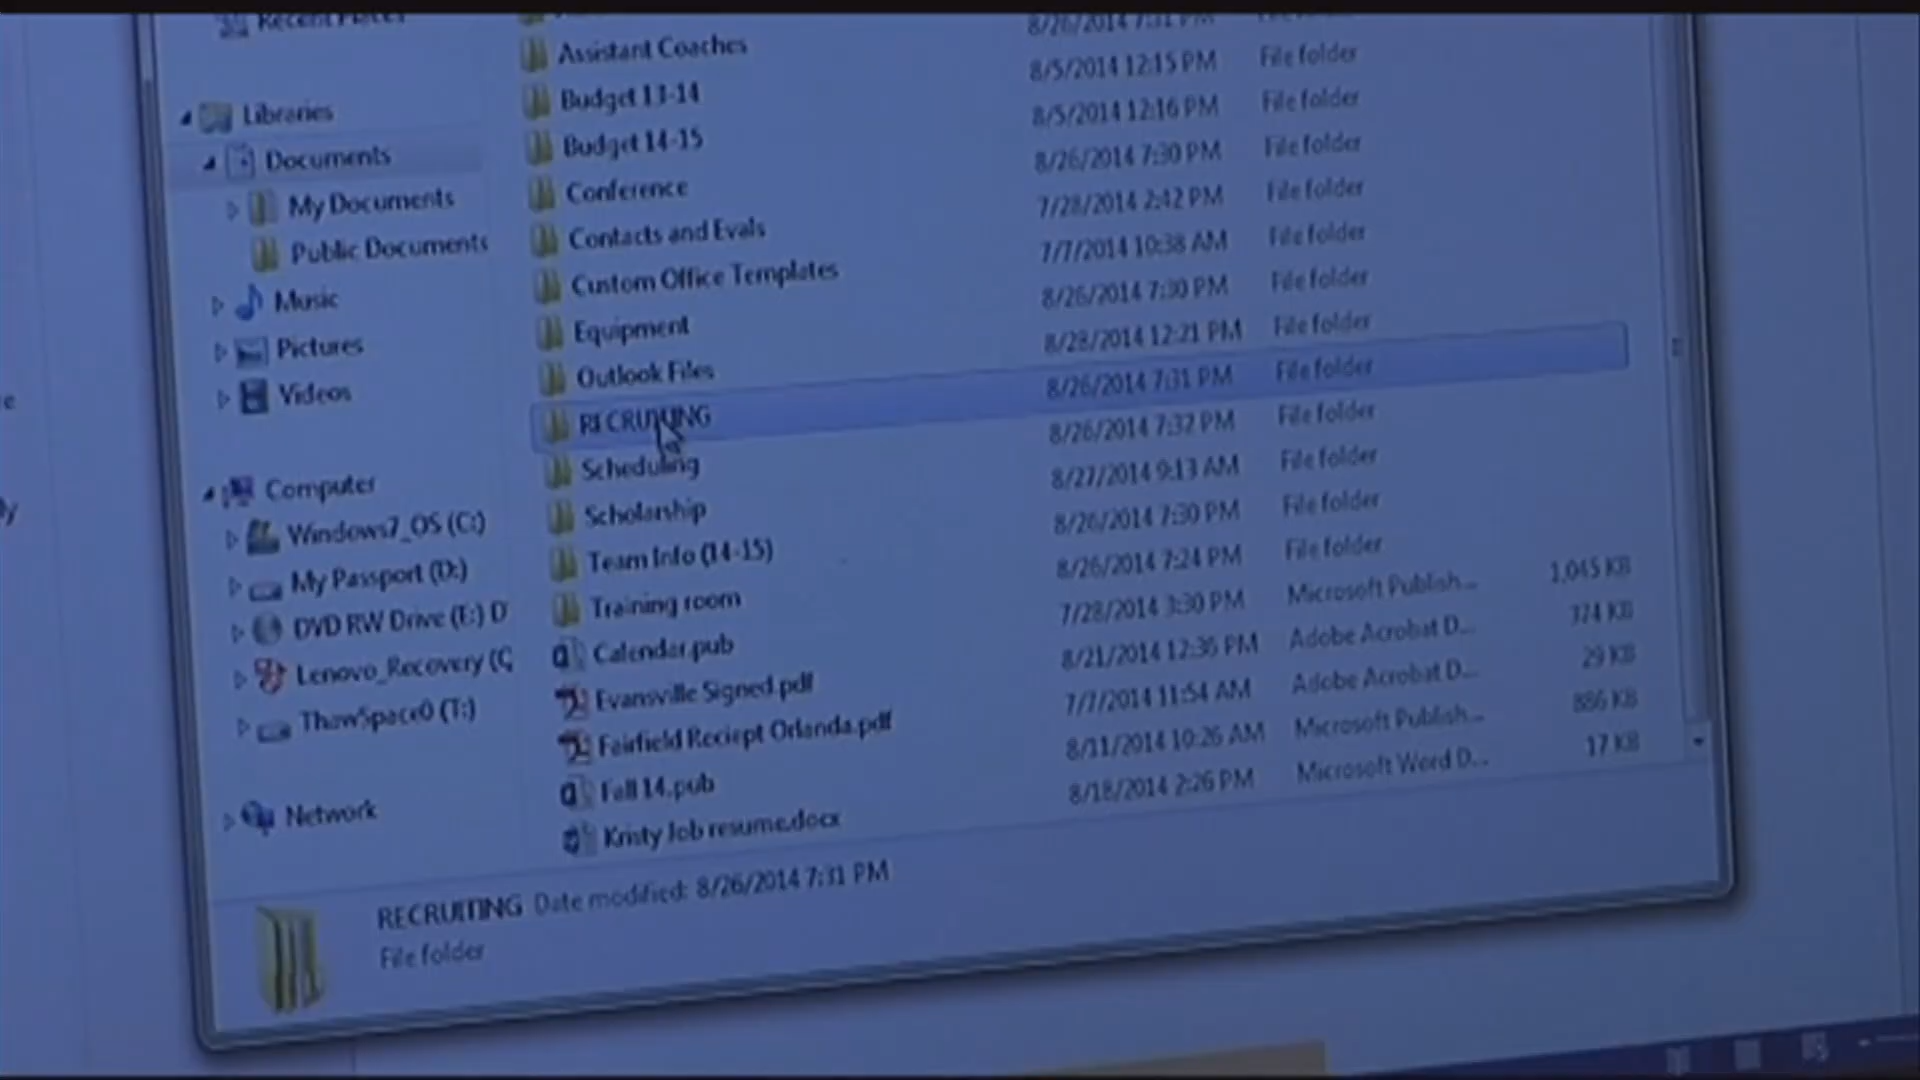 Recent Places
Libraries
Documents
My Documents
Public Documents
Music
Pictures
Videos
Computer
Windows7_OS (C:)
My Passport (D:)
DVD RW Drive (E:) D
Lenovo_Recovery (Q
ThawSpace0 (T:)
Network
8/26/2014 7:31 PM
Assistant Coaches 8/5/2014 12:15 PM File folder
Budget 13-14 8/5/2014 12:16 PM File folder
Budget 14-15 8/26/2014 7:30 PM File folder
Conference 7/28/2014 2:42 PM File folder
Contacts and Evals 7/7/2014 10:38 AM File folder
Custom Office Templates 8/26/2014 7:30 PM File folder
Equipment 8/28/2014 12:21 PM File folder
Outlook Files 8/26/2014 7:31 PM File folder
RECRUITING 8/26/2014 7:32 PM File folder
Scheduling 8/27/2014 9:13 AM File folder
Scholarship 8/26/2014 7:30 PM File folder
Team Info (14-15) 8/26/2014 7:24 PM File folder
Training room 7/28/2014 3:30 PM Microsoft Publish... 1,045 KB
Calendar.pub 8/21/2014 12:36 PM Adobe Acrobat D... 374 KB
Evansville Signed.pdf 7/7/2014 11:54 AM Adobe Acrobat D... 29 KB
Fairfield Reciept Orlanda.pdf 8/11/2014 10:26 AM Microsoft Publish... 886 KB
Fall 14.pub 8/18/2014 2:26 PM Microsoft Word D... 17 KB
Kristy Job resume.docx
RECRUITING Date modified: 8/26/2014 7:31 PM
File folder